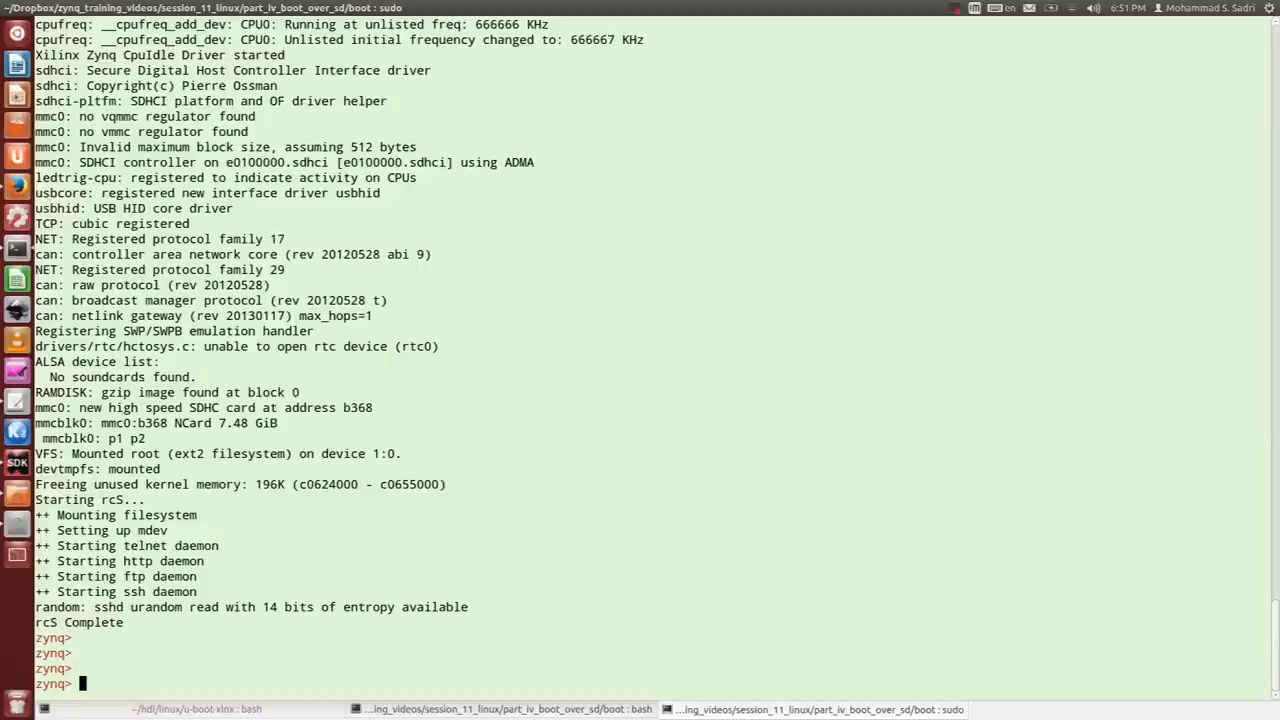 ~/Dropbox/zynq_training_videos/session_11_linux/part_iv_boot_over_sd/boot : sudo
en
6:51 PM
Mohammad S. Sadri
cpufreq: __cpufreq_add_dev: CPU0: Running at unlisted freq: 666666 KHz
cpufreq: __cpufreq_add_dev: CPU0: Unlisted initial frequency changed to: 666667 KHz
Xilinx Zynq CpuIdle Driver started
sdhci: Secure Digital Host Controller Interface driver
sdhci: Copyright(c) Pierre Ossman
sdhci-pltfm: SDHCI platform and OF driver helper
mmc0: no vqmmc regulator found
mmc0: no vmmc regulator found
mmc0: Invalid maximum block size, assuming 512 bytes
mmc0: SDHCI controller on e0100000.sdhci [e0100000.sdhci] using ADMA
ledtrig-cpu: registered to indicate activity on CPUs
usbcore: registered new interface driver usbhid
usbhid: USB HID core driver
TCP: cubic registered
NET: Registered protocol family 17
can: controller area network core (rev 20120528 abi 9)
NET: Registered protocol family 29
can: raw protocol (rev 20120528)
can: broadcast manager protocol (rev 20120528 t)
can: netlink gateway (rev 20130117) max_hops=1
Registering SWP/SWPB emulation handler
drivers/rtc/hctosys.c: unable to open rtc device (rtc0)
ALSA device list:
No soundcards found.
RAMDISK: gzip image found at block 0
mmc0: new high speed SDHC card at address b368
mmcblk0: mmc0:b368 NCard 7.48 GiB
mmcblk0: p1 p2
VFS: Mounted root (ext2 filesystem) on device 1:0.
devtmpfs: mounted
Freeing unused kernel memory: 196K (c0624000 - c0655000)
Starting rcS...
++ Mounting filesystem
++ Setting up mdev
++ Starting telnet daemon
++ Starting http daemon
++ Starting ftp daemon
++ Starting ssh daemon
random: sshd urandom read with 14 bits of entropy available
rcS Complete
zynq>
zynq>
zynq>
zynq>
SDK
~/hdl/linux/u-boot-xlnx : bash
...ing_videos/session_11_linux/part_iv_boot_over_sd/boot : bash
...ing_videos/session_11_linux/part_iv_boot_over_sd/boot : sudo